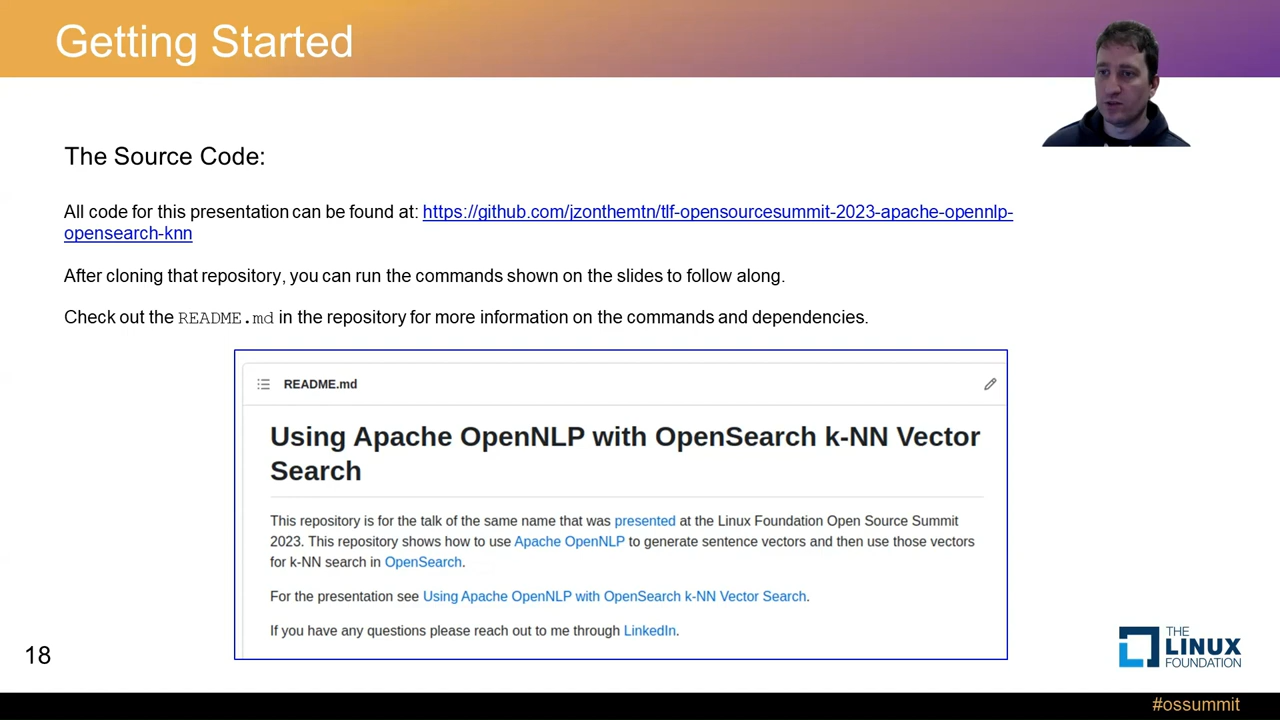 Getting Started
The Source Code:
All code for this presentation can be found at: https://github.com/jzonthemtn/tlf-opensourcesummit-2023-apache-opennlp-
opensearch-knn
After cloning that repository, you can run the commands shown on the slides to follow along.
Check out the README.md in the repository for more information on the commands and dependencies.
README.md
Using Apache OpenNLP with OpenSearch k-NN Vector
Search
This repository is for the talk of the same name that was presented at the Linux Foundation Open Source Summit
2023. This repository shows how to use Apache OpenNLP to generate sentence vectors and then use those vectors
for k-NN search in OpenSearch.
For the presentation see Using Apache OpenNLP with OpenSearch k-NN Vector Search.
If you have any questions please reach out to me through LinkedIn.
18
THE
LINUX
FOUNDATION
#ossummit